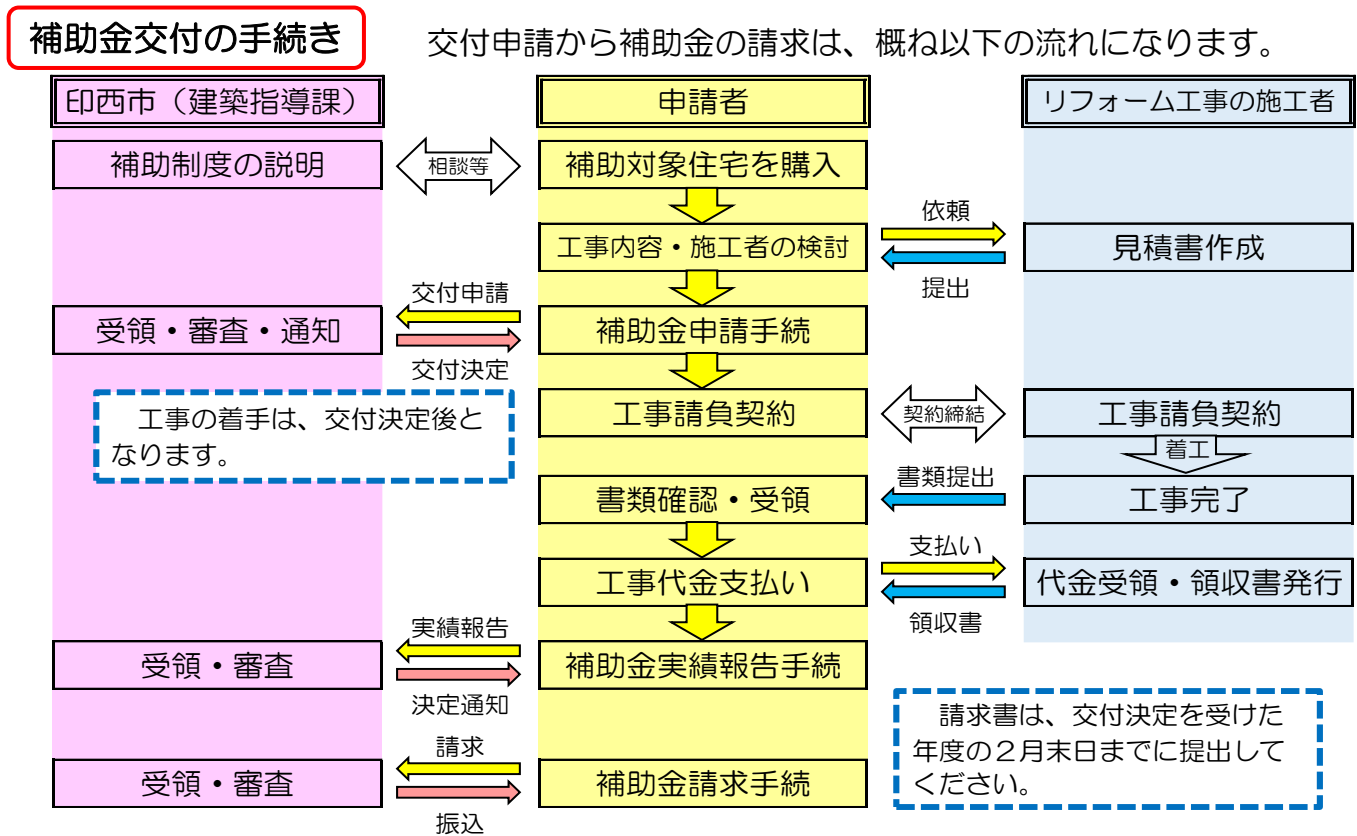 補助金交付の手続き
交付申請から補助金の請求は、概ね以下の流れになります。
印西市（建築指導課）
申請者
リフォーム工事の施工者
補助制度の説明
相談等
補助対象住宅を購入
依頼
工事内容・施工者の検討
見積書作成
提出
交付申請
受領・審査・通知
補助金申請手続
交付決定
工事の着手は、交付決定後と
なります。
工事請負契約
契約締結
工事請負契約
着工
書類提出
書類確認・受領
工事完了
支払い
工事代金支払い
代金受領・領収書発行
領収書
実績報告
受領・審査
補助金実績報告手続
決定通知
請求書は、交付決定を受けた
年度の２月末日までに提出して
ください。
請求
受領・審査
補助金請求手続
振込